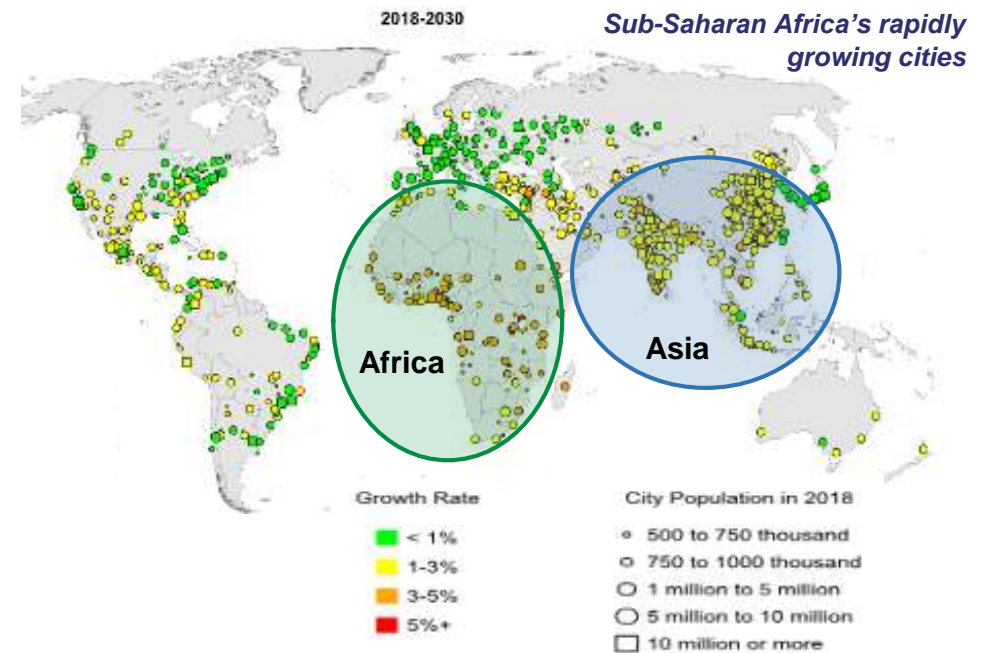 2018-2030
Sub-Saharan Africa's rapidly
growing cities
Africa
Asia
Growth Rate
< 1%
1-3%
3-5%
5%+
City Population in 2018
500 to 750 thousand
750 to 1000 thousand
1 million to 5 million
5 million to 10 million
10 million or more